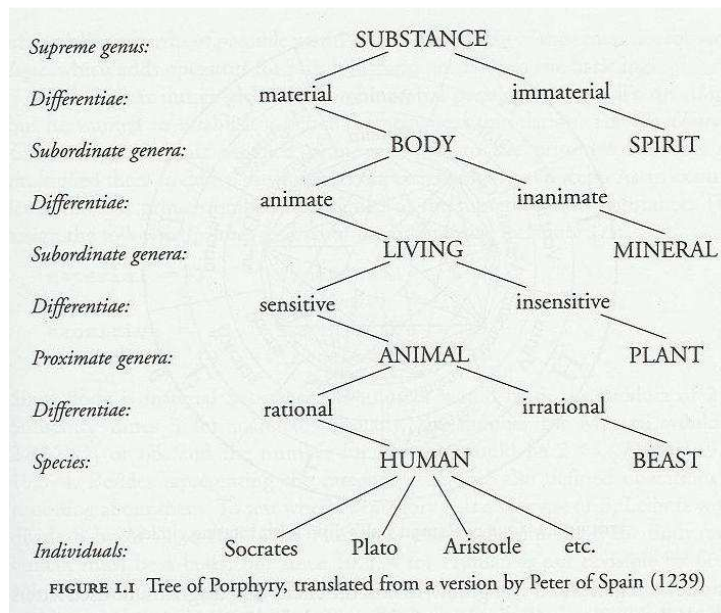 Supreme genus: SUBSTANCE
Differentiae: material immaterial
Subordinate genera: BODY SPIRIT
Differentiae: animate inanimate
Subordinate genera: LIVING MINERAL
Differentiae: sensitive insensitive
Proximate genera: ANIMAL PLANT
Differentiae: rational irrational
Species: HUMAN BEAST
Individuals: Socrates Plato Aristotle etc.
FIGURE 1.1 Tree of Porphyry, translated from a version by Peter of Spain (1239)